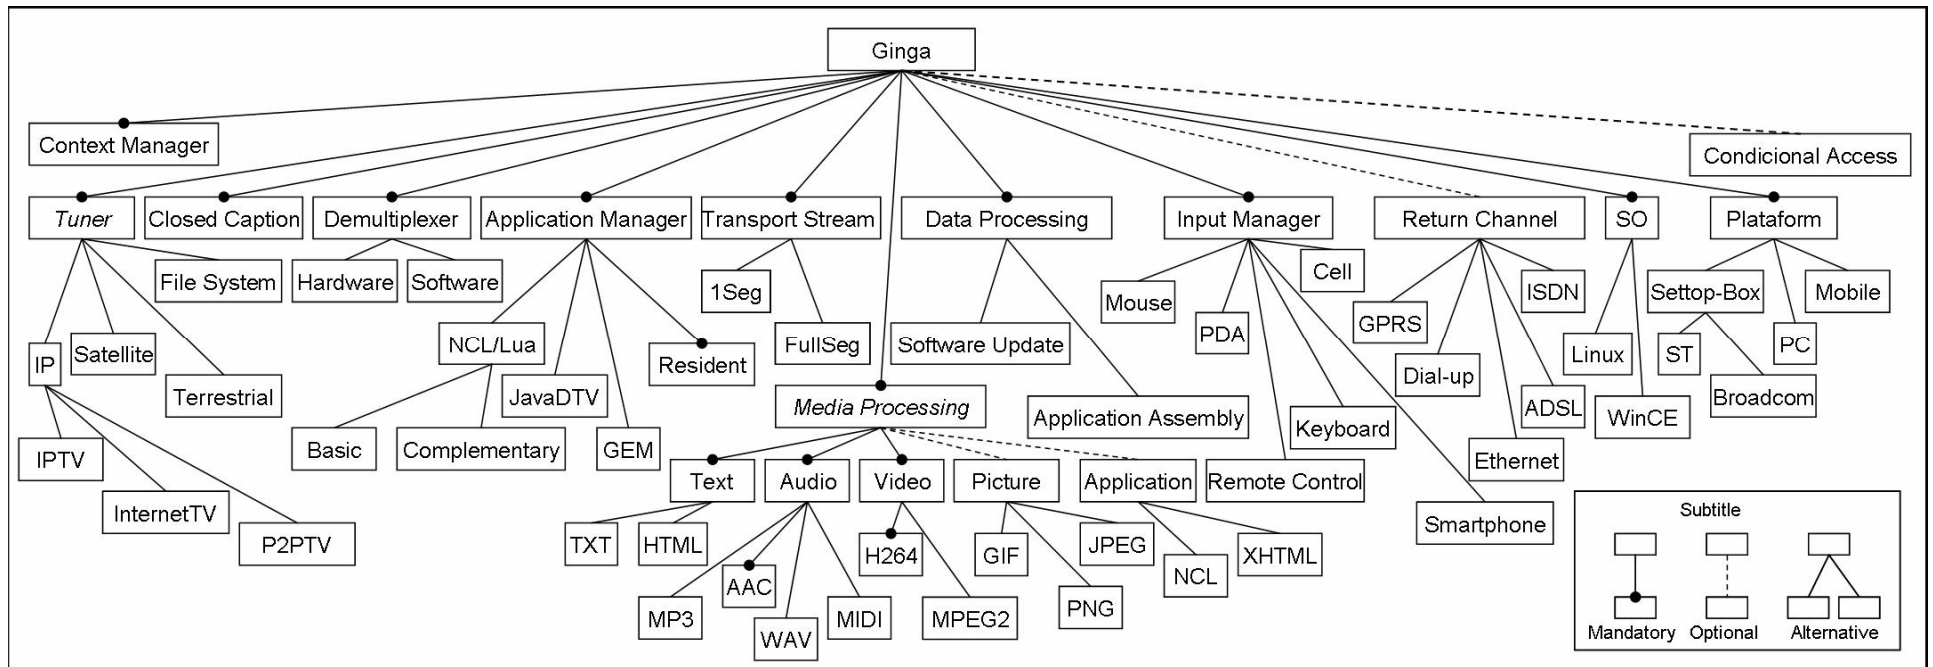 Ginga
Context Manager
Condicional Access
Tuner
Closed Caption
Demultiplexer
Application Manager
Transport Stream
Data Processing
Input Manager
Return Channel
SO
Plataform
File System
Hardware
Software
1Seg
Cell
Mouse
ISDN
Settop-Box
Mobile
GPRS
PDA
NCL/Lua
FullSeg
Software Update
IP
Satellite
Resident
Linux
ST
PC
Terrestrial
JavaDTV
Media Processing
Application Assembly
Dial-up
ADSL
Broadcom
WinCE
Keyboard
Basic
Complementary
GEM
IPTV
Ethernet
Text
Audio
Video
Picture
Application
Remote Control
InternetTV
Smartphone
P2PTV
TXT
HTML
H264
GIF
JPEG
XHTML
AAC
NCL
MP3
MIDI
MPEG2
PNG
WAV
Subtitle
Mandatory
Optional
Alternative